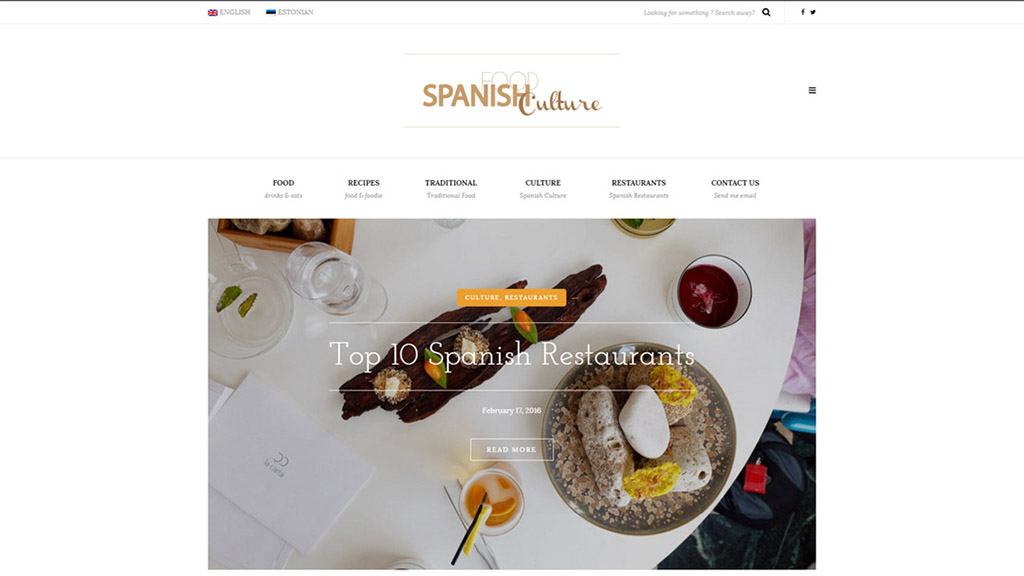 ENGLISH ESTONIAN Looking for something ? Search away?
FOOD
SPANISH
Culture
FOOD RECIPES TRADITIONAL CULTURE RESTAURANTS CONTACT US
drinks & eats food & foodie Traditional Food Spanish Culture Spanish Restaurants Send me email
CULTURE, RESTAURANTS
Top 10 Spanish Restaurants
February 17, 2016
READ MORE
la carta